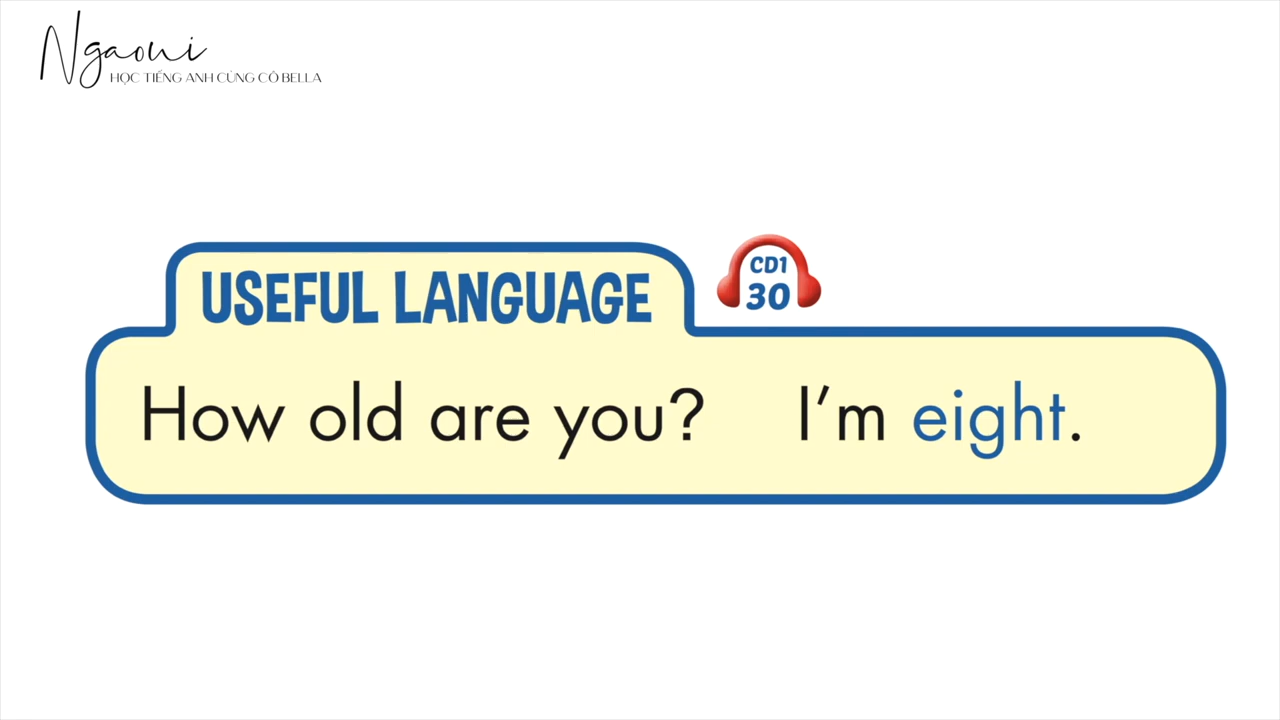 Ngaoni
HỌC TIẾNG ANH CÙNG CÔ BELLA
USEFUL LANGUAGE
CD1
30
How old are you? I’m eight.